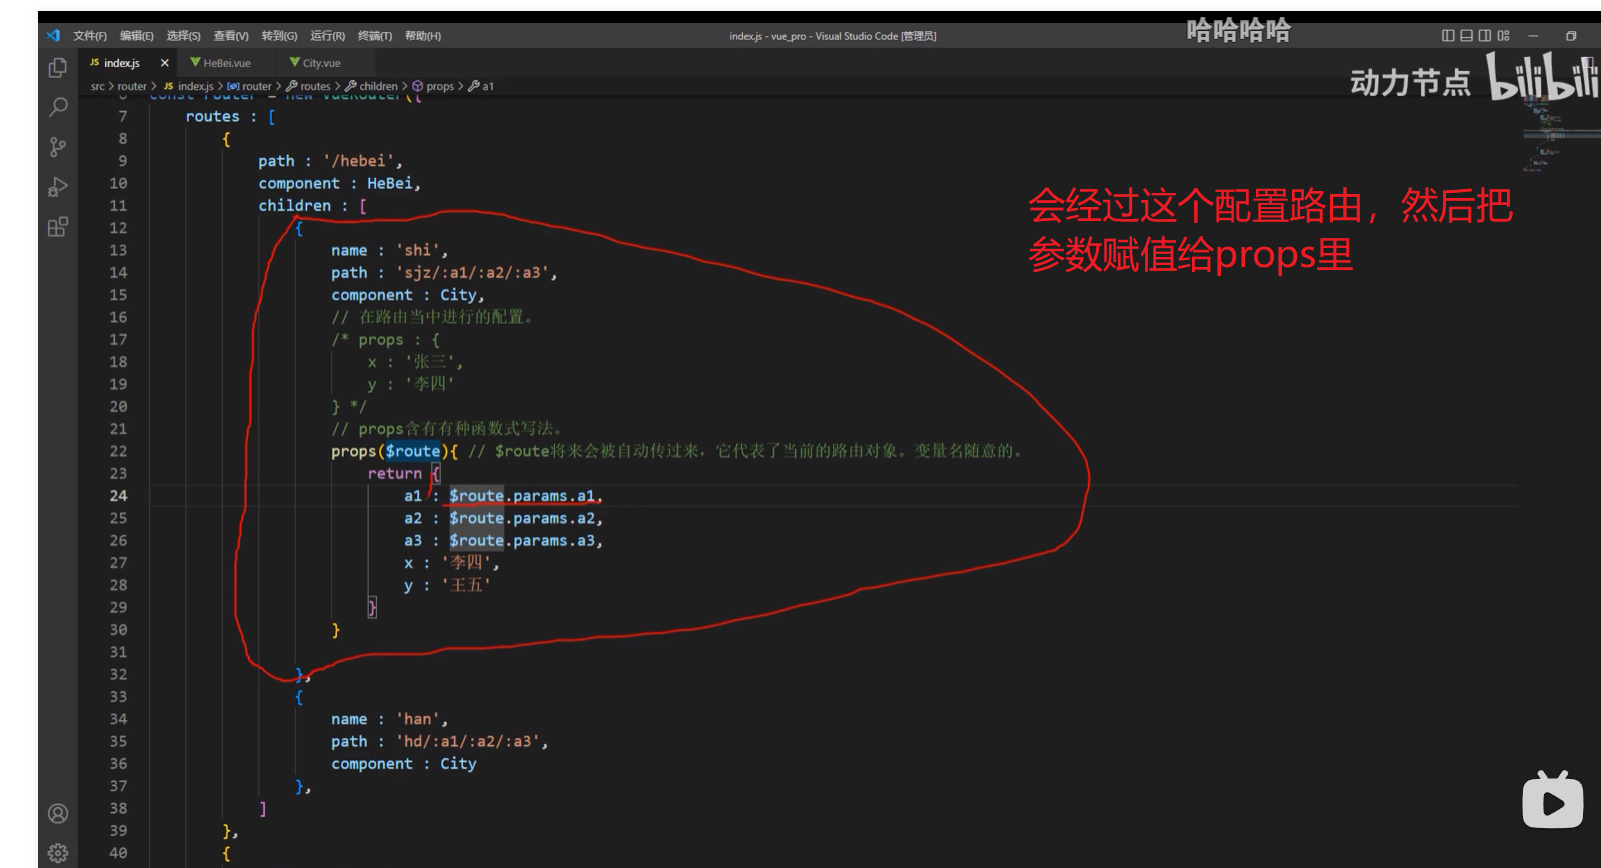 文件(F) 编辑(E) 选择(S) 查看(V) 转到(G) 运行(R) 终端(T) 帮助(H)
index.js - vue_pro - Visual Studio Code [管理员]
哈哈哈哈
JS index.js × HeBei.vue City.vue
动力节点 bilibili
src > router > JS index.js > router > routes > children > props > a1
6 const router = new VueRouter({
7 routes : [
8 {
9 path : '/hebei',
10 component : HeBei,
11 children : [
会经过这个配置路由，然后把
参数赋值给props里
12 {
13 name : 'shi',
14 path : 'sjz/:a1/:a2/:a3',
15 component : City,
16 // 在路由当中进行的配置。
17 /* props : {
18 x : '张三',
19 y : '李四'
20 } */
21 // props含有有种函数式写法。
22 props($route){ // $route将来会被自动传过来，它代表了当前的路由对象。变量名随意的。
23 return {
24 a1 : $route.params.a1,
25 a2 : $route.params.a2,
26 a3 : $route.params.a3,
27 x : '李四',
28 y : '王五'
29 }
30 }
31
32 },
33 {
34 name : 'han',
35 path : 'hd/:a1/:a2/:a3',
36 component : City
37 },
38 ]
39 },
40 {